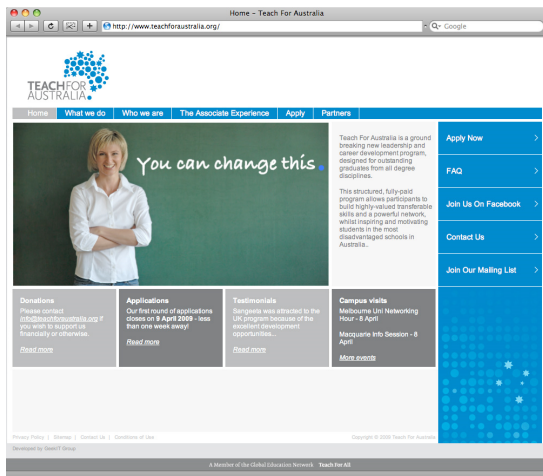 Home - Teach For Australia
http://www.teachforaustralia.org/
Google
TEACHFOR
AUSTRALIA
Home What we do Who we are The Associate Experience Apply Partners
You can change this.
Teach For Australia is a ground
breaking new leadership and
career development program,
designed for outstanding
graduates from all degree
disciplines.
This structured, fully-paid
program allows participants to
build highly-valued transferable
skills and a powerful network,
whilst inspiring and motivating
students in the most
disadvantaged schools in
Australia..
Apply Now
FAQ
Join Us On Facebook
Contact Us
Join Our Mailing List
Donations
Please contact
info@teachforaustralia.org if
you wish to support us
financially or otherwise.
Read more
Applications
Our first round of applications
closes on 9 April 2009 - less
than one week away!
Read more
Testimonials
Sangeeta was attracted to the
UK program because of the
excellent development
opportunities...
Read more
Campus visits
Melbourne Uni Networking
Hour - 8 April
Macquarie Info Session - 8
April
More events
Privacy Policy | Sitemap | Contact Us | Conditions of Use
Copyright © 2008 Teach For Australia
Developed by GeeniT Group
A Member of the Global Education Network Teach For All